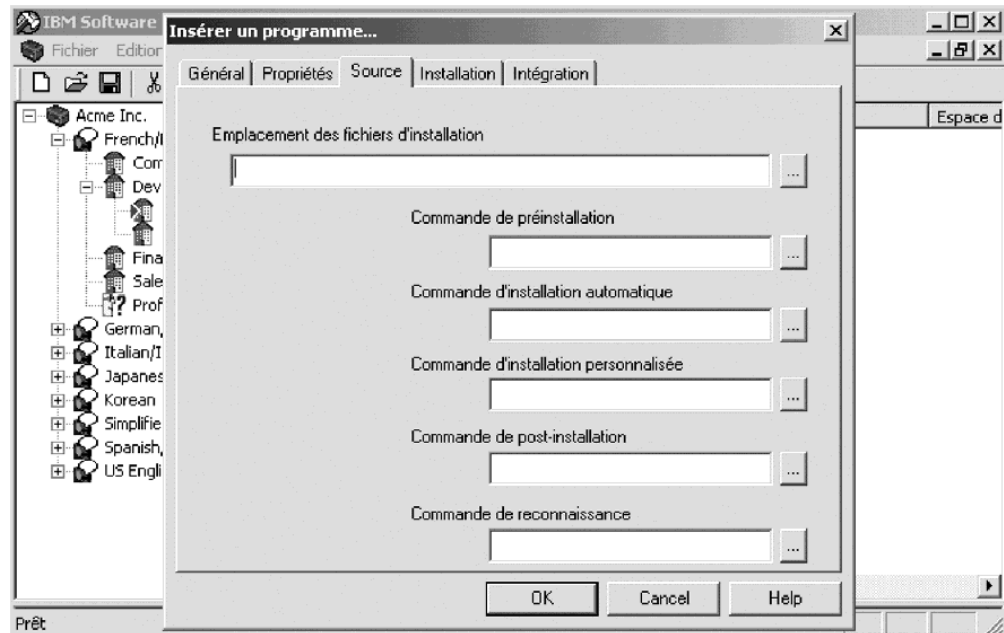 IBM Software
Insérer un programme...
Fichier Edition
Général Propriétés Source Installation Intégration
Acme Inc.
Espace d
French/
Emplacement des fichiers d'installation
Com
Dev
...
Commande de préinstallation
...
Fina
Sale
Commande d'installation automatique
Prof
...
German,
Italian/I
Commande d'installation personnalisée
Japanes
...
Korean
Simplifie
Commande de post-installation
Spanish,
...
US Engli
Commande de reconnaissance
...
OK Cancel Help
Prêt